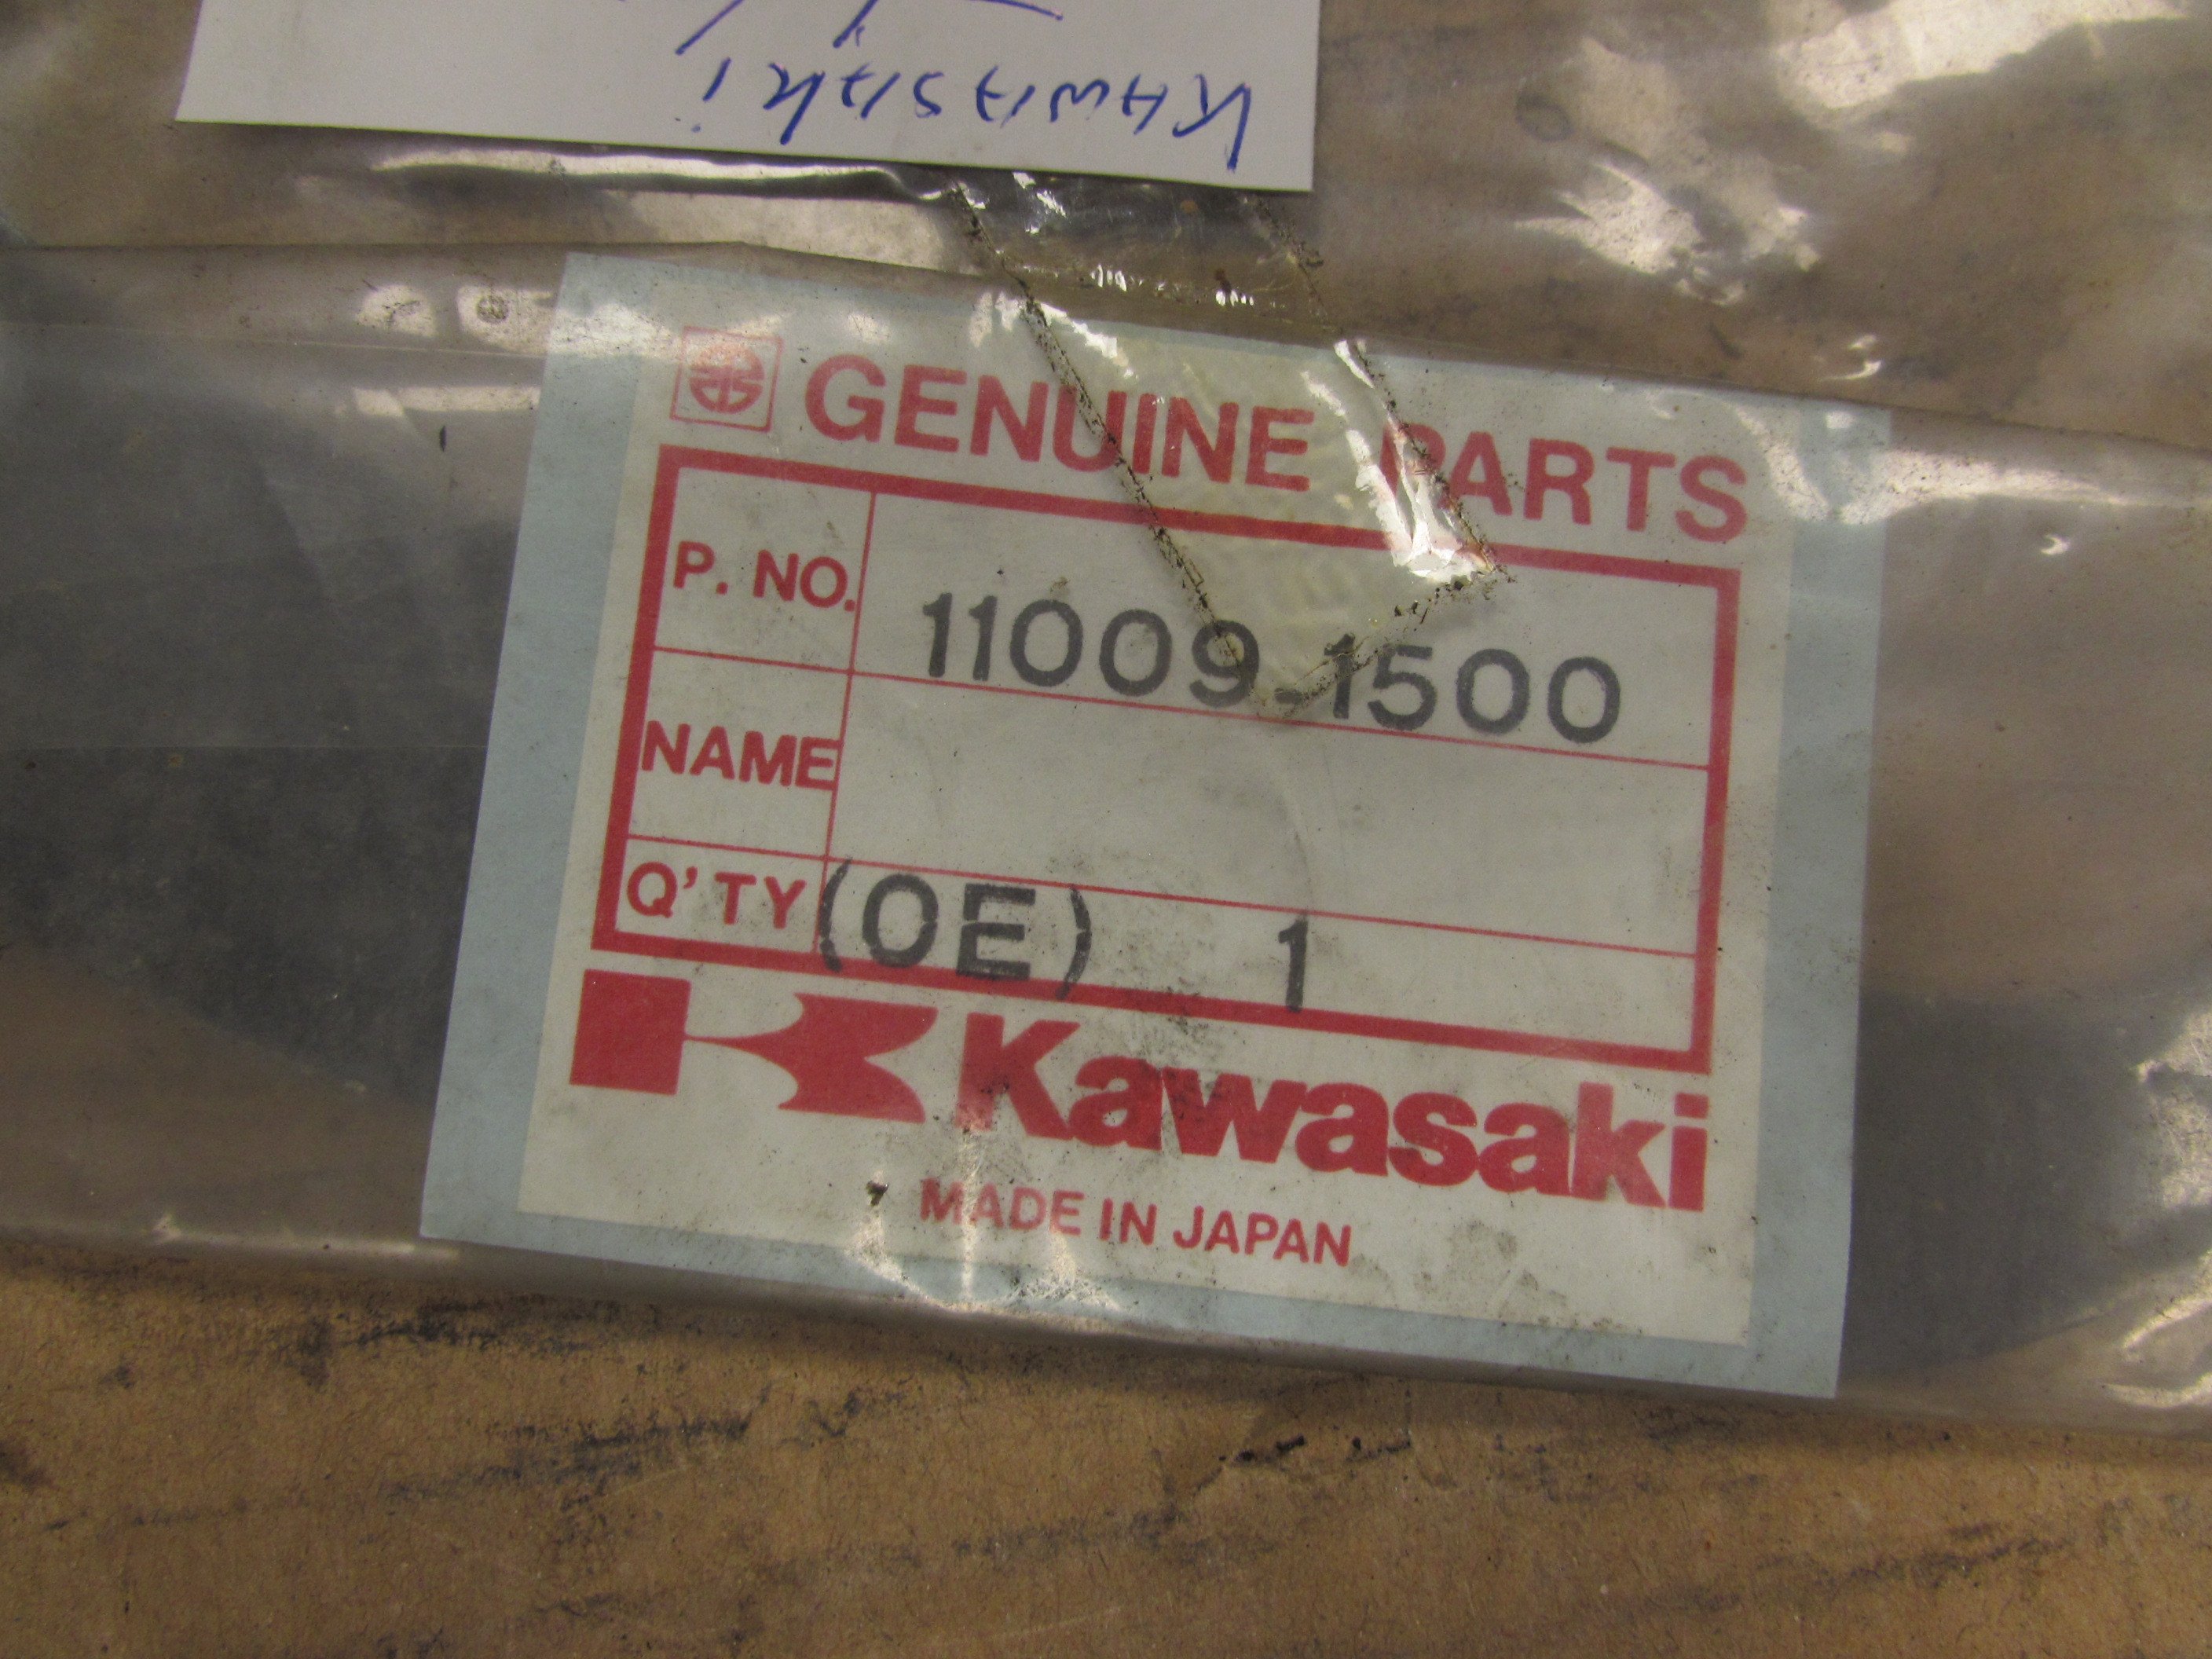 KAWASAKI
GENUINE PARTS
P. NO. 11009-1500
NAME
Q'TY (OE) 1
Kawasaki
MADE IN JAPAN